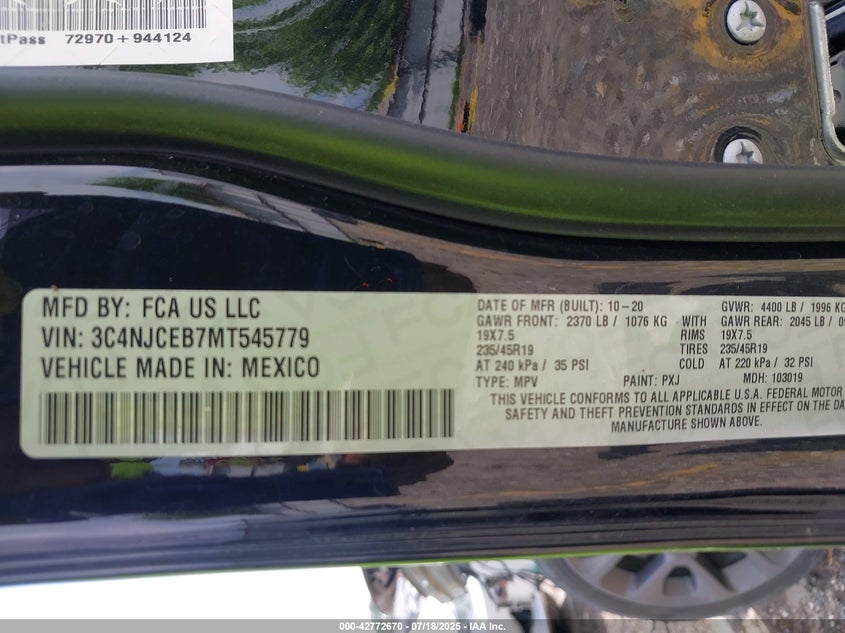 72970+944124
MFD BY: FCA US LLC
VIN: 3C4NJCEB7MT545779
VEHICLE MADE IN: MEXICO
DATE OF MFR (BUILT): 10-20 GVWR: 4400 LB / 1996 KG
GAWR FRONT: 2370 LB / 1076 KG WITH GAWR REAR: 2045 LB /
19X7.5 RIMS 19X7.5
235/45R19 TIRES 235/45R19
AT 240 kPa / 35 PSI COLD AT 220 kPa / 32 PSI
TYPE: MPV PAINT: PXJ MDH: 103019
THIS VEHICLE CONFORMS TO ALL APPLICABLE U.S.A. FEDERAL MOTOR
SAFETY AND THEFT PREVENTION STANDARDS IN EFFECT ON THE
MANUFACTURE SHOWN ABOVE.
000-42772670 - 07/18/2025 - IAA Inc.